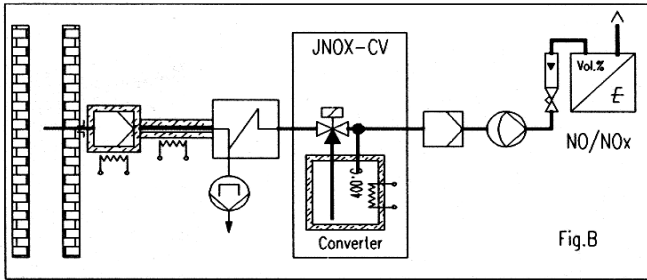 JNOX-CV
Vol.%
E
NO/NOx
400°C
Converter
Fig.B